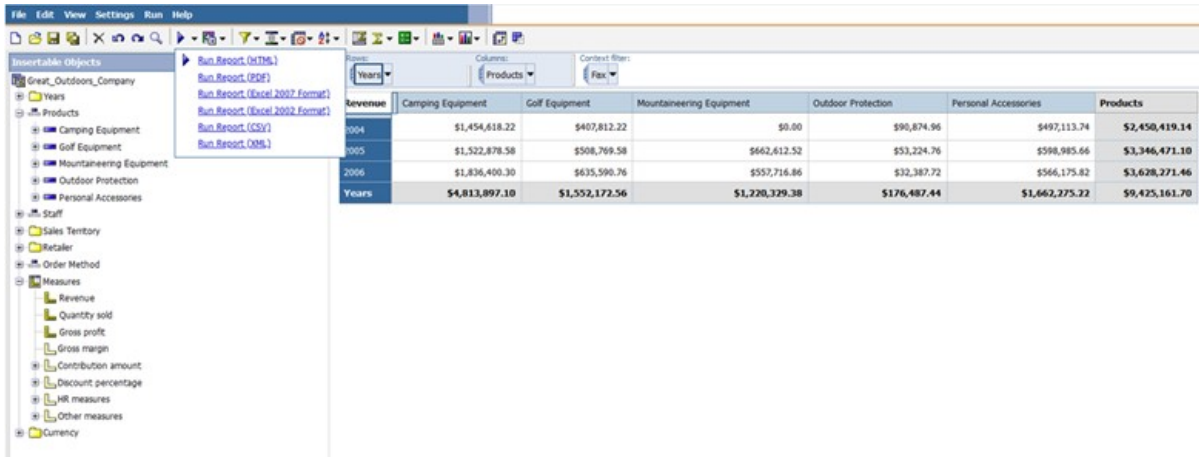 File Edit View Settings Run Help
Insertable Objects
Great_Outdoors_Company
Years
Products
Camping Equipment
Golf Equipment
Mountaineering Equipment
Outdoor Protection
Personal Accessories
Staff
Sales Territory
Retailer
Order Method
Measures
Revenue
Quantity sold
Gross profit
Gross margin
Contribution amount
Discount percentage
HR measures
Other measures
Currency
Run Report (HTML)
Run Report (PDF)
Run Report (Excel 2007 Format)
Run Report (Excel 2002 Format)
Run Report (CSV)
Run Report (XML)
Rows: Columns: Context filter:
Years Products Fax
Revenue Camping Equipment Golf Equipment Mountaineering Equipment Outdoor Protection Personal Accessories Products
2004 $1,454,618.22 $407,812.22 $0.00 $90,874.96 $497,113.74 $2,450,419.14
2005 $1,522,878.58 $508,769.58 $662,612.52 $53,224.76 $598,985.66 $3,346,471.10
2006 $1,836,400.30 $635,590.76 $557,716.86 $32,387.72 $566,175.82 $3,628,271.46
Years $4,813,897.10 $1,552,172.56 $1,220,329.38 $176,487.44 $1,662,275.22 $9,425,161.70